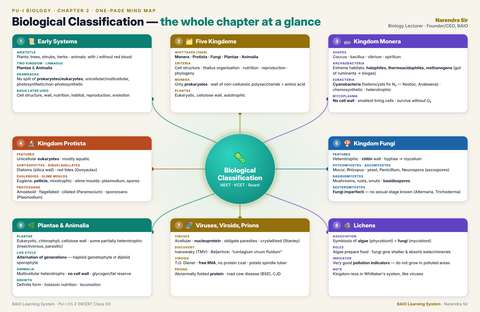 PU-I BIOLOGY · CHAPTER 2 · ONE-PAGE MIND MAP
Biological Classification — the whole chapter at a glance
Narendra Sir
Biology Lecturer · Founder/CEO, BAIO
1 Early Systems
ARISTOTLE
Plants: trees, shrubs, herbs · animals: with / without red blood
TWO KINGDOM · LINNAEUS
Plantae & Animalia
DRAWBACKS
No split of prokaryotes/eukaryotes, unicellular/multicellular, photosynthetic/non-photosynthetic
BASIS LATER USED
Cell structure, wall, nutrition, habitat, reproduction, evolution
2 Five Kingdoms
WHITTAKER (1969)
Monera · Protista · Fungi · Plantae · Animalia
CRITERIA
Cell structure · thallus organisation · nutrition · reproduction · phylogeny
MONERA
Only prokaryotes · wall of non-cellulosic polysaccharide + amino acid
PLANTAE
Eukaryotic, cellulose wall, autotrophic
3 Kingdom Monera
SHAPES
Coccus · bacillus · vibrio · spirillum
ARCHAEBACTERIA
Extreme habitats: halophiles, thermoacidophiles, methanogens (gut of ruminants → biogas)
EUBACTERIA
Cyanobacteria (heterocysts fix N₂ — Nostoc, Anabaena) · chemosynthetic · heterotrophic
MYCOPLASMA
No cell wall · smallest living cells · survive without O₂
4 Kingdom Protista
FEATURES
Unicellular eukaryotes · mostly aquatic
CHRYSOPHYTES · DINOFLAGELLATES
Diatoms (silica wall) · red tides (Gonyaulax)
EUGLENOIDS · SLIME MOULDS
Euglena: pellicle, mixotrophic · slime moulds: plasmodium, spores
PROTOZOANS
Amoeboid · flagellated · ciliated (Paramoecium) · sporozoans (Plasmodium)
Biological
Classification
NEET · KCET · Board
5 Kingdom Fungi
FEATURES
Heterotrophic · chitin wall · hyphae → mycelium
PHYCOMYCETES · ASCOMYCETES
Mucor, Rhizopus · yeast, Penicillium, Neurospora (ascospores)
BASIDIOMYCETES
Mushrooms, rusts, smuts · basidiospores
DEUTEROMYCETES
Fungi imperfecti — no sexual stage known (Alternaria, Trichoderma)
6 Plantae & Animalia
PLANTAE
Eukaryotic, chlorophyll, cellulose wall · some partially heterotrophic (insectivorous, parasitic)
LIFE CYCLE
Alternation of generations — haploid gametophyte ⇄ diploid sporophyte
ANIMALIA
Multicellular heterotrophic · no cell wall · glycogen/fat reserve
GROWTH
Definite form · holozoic nutrition · locomotion
7 Viruses, Viroids, Prions
VIRUSES
Acellular · nucleoprotein · obligate parasites · crystallised (Stanley)
DISCOVERY
Ivanowsky (TMV) · Beijerinek 'contagium vivum fluidum'
VIROIDS
T.O. Diener · free RNA, no protein coat · potato spindle tuber
PRIONS
Abnormally folded protein · mad cow disease (BSE), CJD
8 Lichens
ASSOCIATION
Symbiosis of algae (phycobiont) + fungi (mycobiont)
ROLES
Algae prepare food · fungi give shelter & absorb water/minerals
INDICATOR
Very good pollution indicators — do not grow in polluted areas
NOTE
Kingdom-less in Whittaker's system, like viruses
BAIO Learning System · PU-I Ch 2 (NCERT Class XI)
BAIO Learning System · Narendra Sir